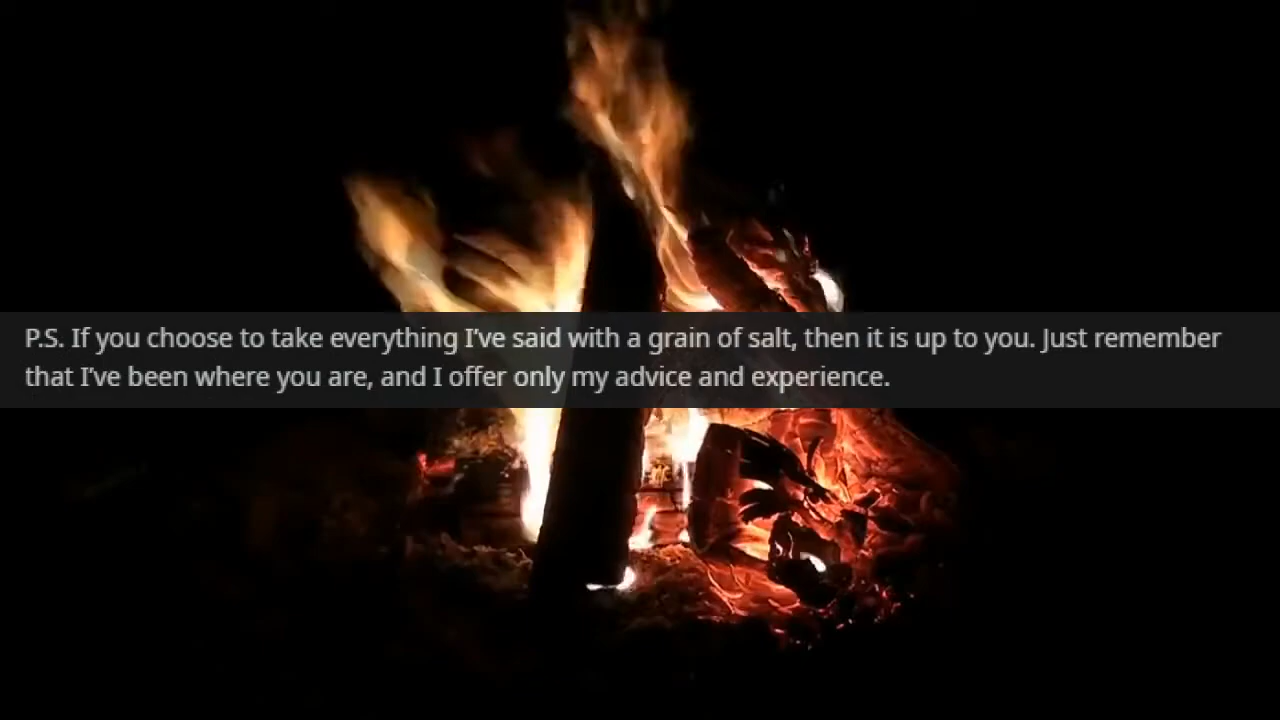 P.S. If you choose to take everything I’ve said with a grain of salt, then it is up to you. Just remember
that I’ve been where you are, and I offer only my advice and experience.